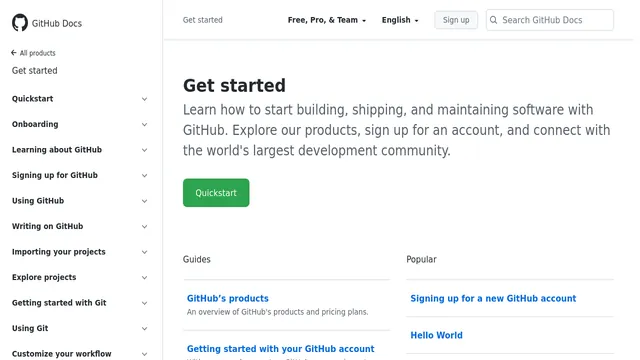 GitHub Docs
All products
Get started
Quickstart
Onboarding
Learning about GitHub
Signing up for GitHub
Using GitHub
Writing on GitHub
Importing your projects
Explore projects
Getting started with Git
Using Git
Customize your workflow
Get started
Free, Pro, & Team
English
Sign up
Search GitHub Docs
Get started
Learn how to start building, shipping, and maintaining software with
GitHub. Explore our products, sign up for an account, and connect with
the world's largest development community.
Quickstart
Guides
GitHub's products
An overview of GitHub's products and pricing plans.
Getting started with your GitHub account
Popular
Signing up for a new GitHub account
Hello World